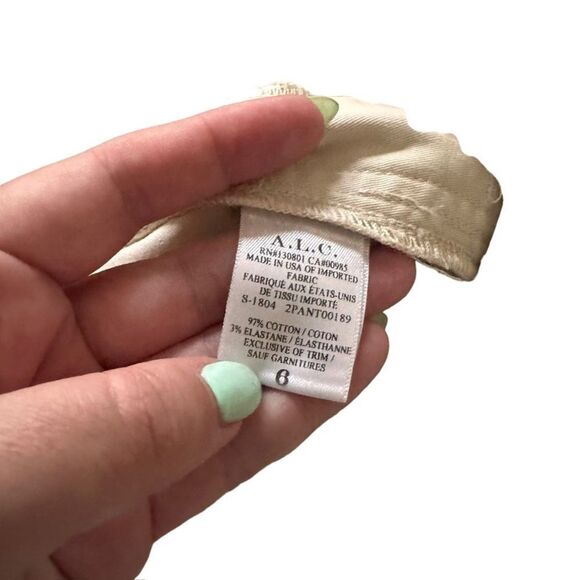 A.L.C.
RN#130801 CA#00985
MADE IN USA OF IMPORTED
FABRIC
FABRIQUÉ AUX ÉTATS-UNIS
DE TISSU IMPORTÉ
S-1804 2PANT00189
97% COTTON / COTON
3% ELASTANE / ÉLASTHANNE
EXCLUSIVE OF TRIM /
SAUF GARNITURES
6